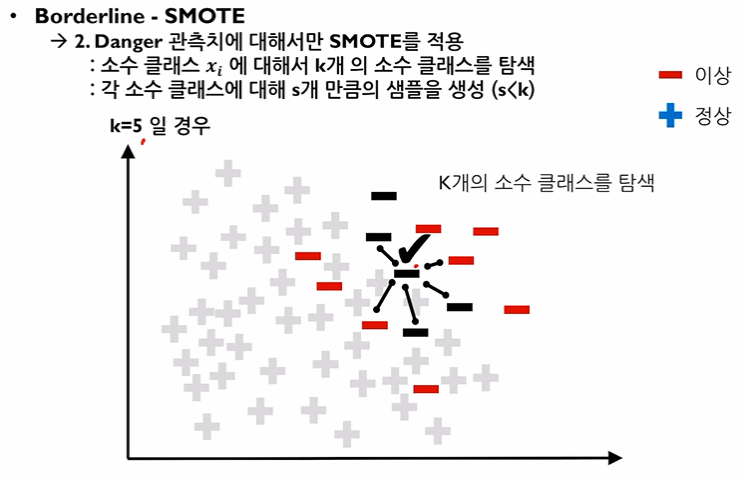 • Borderline - SMOTE
→ 2. Danger 관측치에 대해서만 SMOTE를 적용
: 소수 클래스 xᵢ 에 대해서 k개 의 소수 클래스를 탐색
: 각 소수 클래스에 대해 s개 만큼의 샘플을 생성 (s<k)
이상
정상
k=5 일 경우
K개의 소수 클래스를 탐색